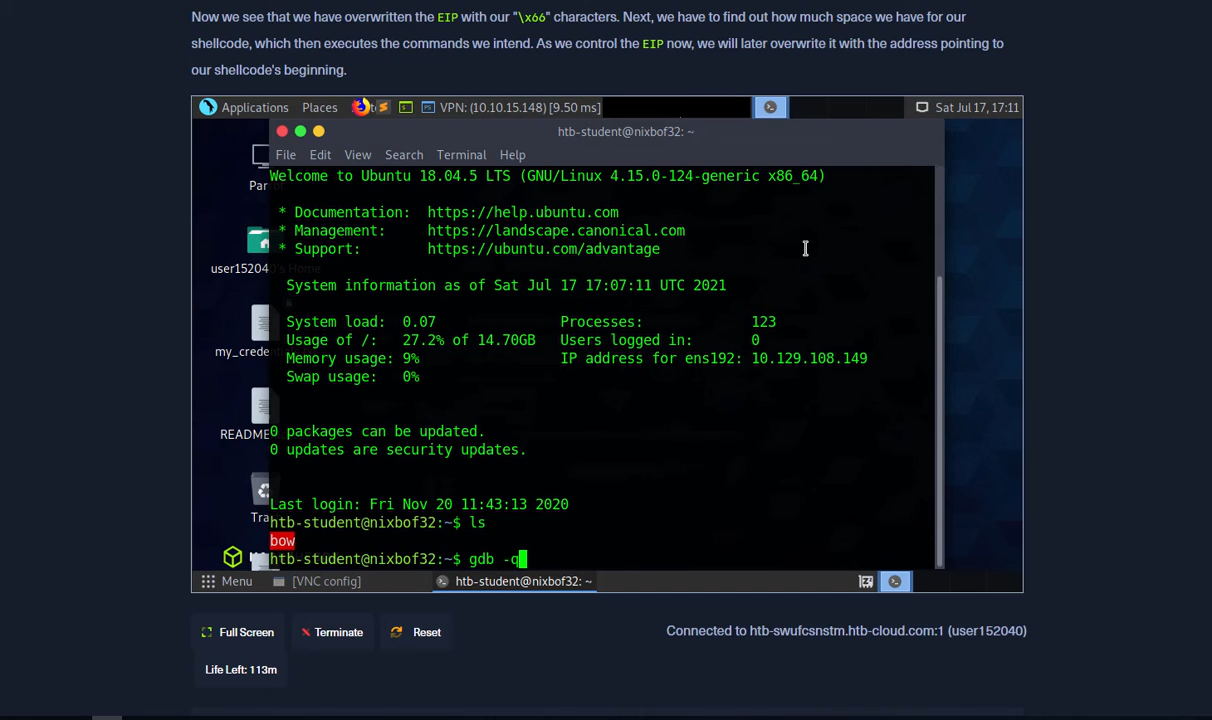 Now we see that we have overwritten the EIP with our "\x66" characters. Next, we have to find out how much space we have for our
shellcode, which then executes the commands we intend. As we control the EIP now, we will later overwrite it with the address pointing to
our shellcode's beginning.
Applications Places VPN: (10.10.15.148) [9.50 ms] Sat Jul 17, 17:11
htb-student@nixbof32: ~
File Edit View Search Terminal Help
Welcome to Ubuntu 18.04.5 LTS (GNU/Linux 4.15.0-124-generic x86_64)
* Documentation: https://help.ubuntu.com
* Management: https://landscape.canonical.com
* Support: https://ubuntu.com/advantage
System information as of Sat Jul 17 17:07:11 UTC 2021
System load: 0.07 Processes: 123
Usage of /: 27.2% of 14.70GB Users logged in: 0
Memory usage: 9% IP address for ens192: 10.129.108.149
Swap usage: 0%
0 packages can be updated.
0 updates are security updates.
Last login: Fri Nov 20 11:43:13 2020
htb-student@nixbof32:~$ ls
bow
htb-student@nixbof32:~$ gdb -q
Par
user152040's Home
my_crede
README
Tra
Menu [VNC config] htb-student@nixbof32: ~
Full Screen Terminate Reset Connected to htb-swufcsnstm.htb-cloud.com:1 (user152040)
Life Left: 113m